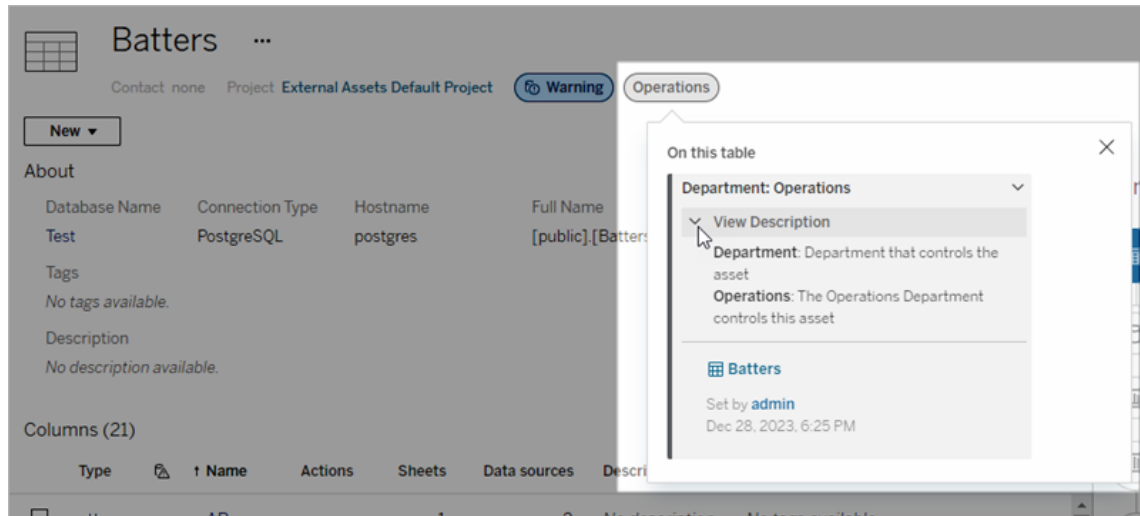 Batters ...
Contact none Project External Assets Default Project Warning Operations
New
About
Database Name Connection Type Hostname Full Name
Test PostgreSQL postgres [public].[Batters
Tags
No tags available.
Description
No description available.
On this table
Department: Operations
View Description
Department: Department that controls the
asset
Operations: The Operations Department
controls this asset
Batters
Set by admin
Dec 28, 2023, 6:25 PM
Columns (21)
Type ↑ Name Actions Sheets Data sources Descri